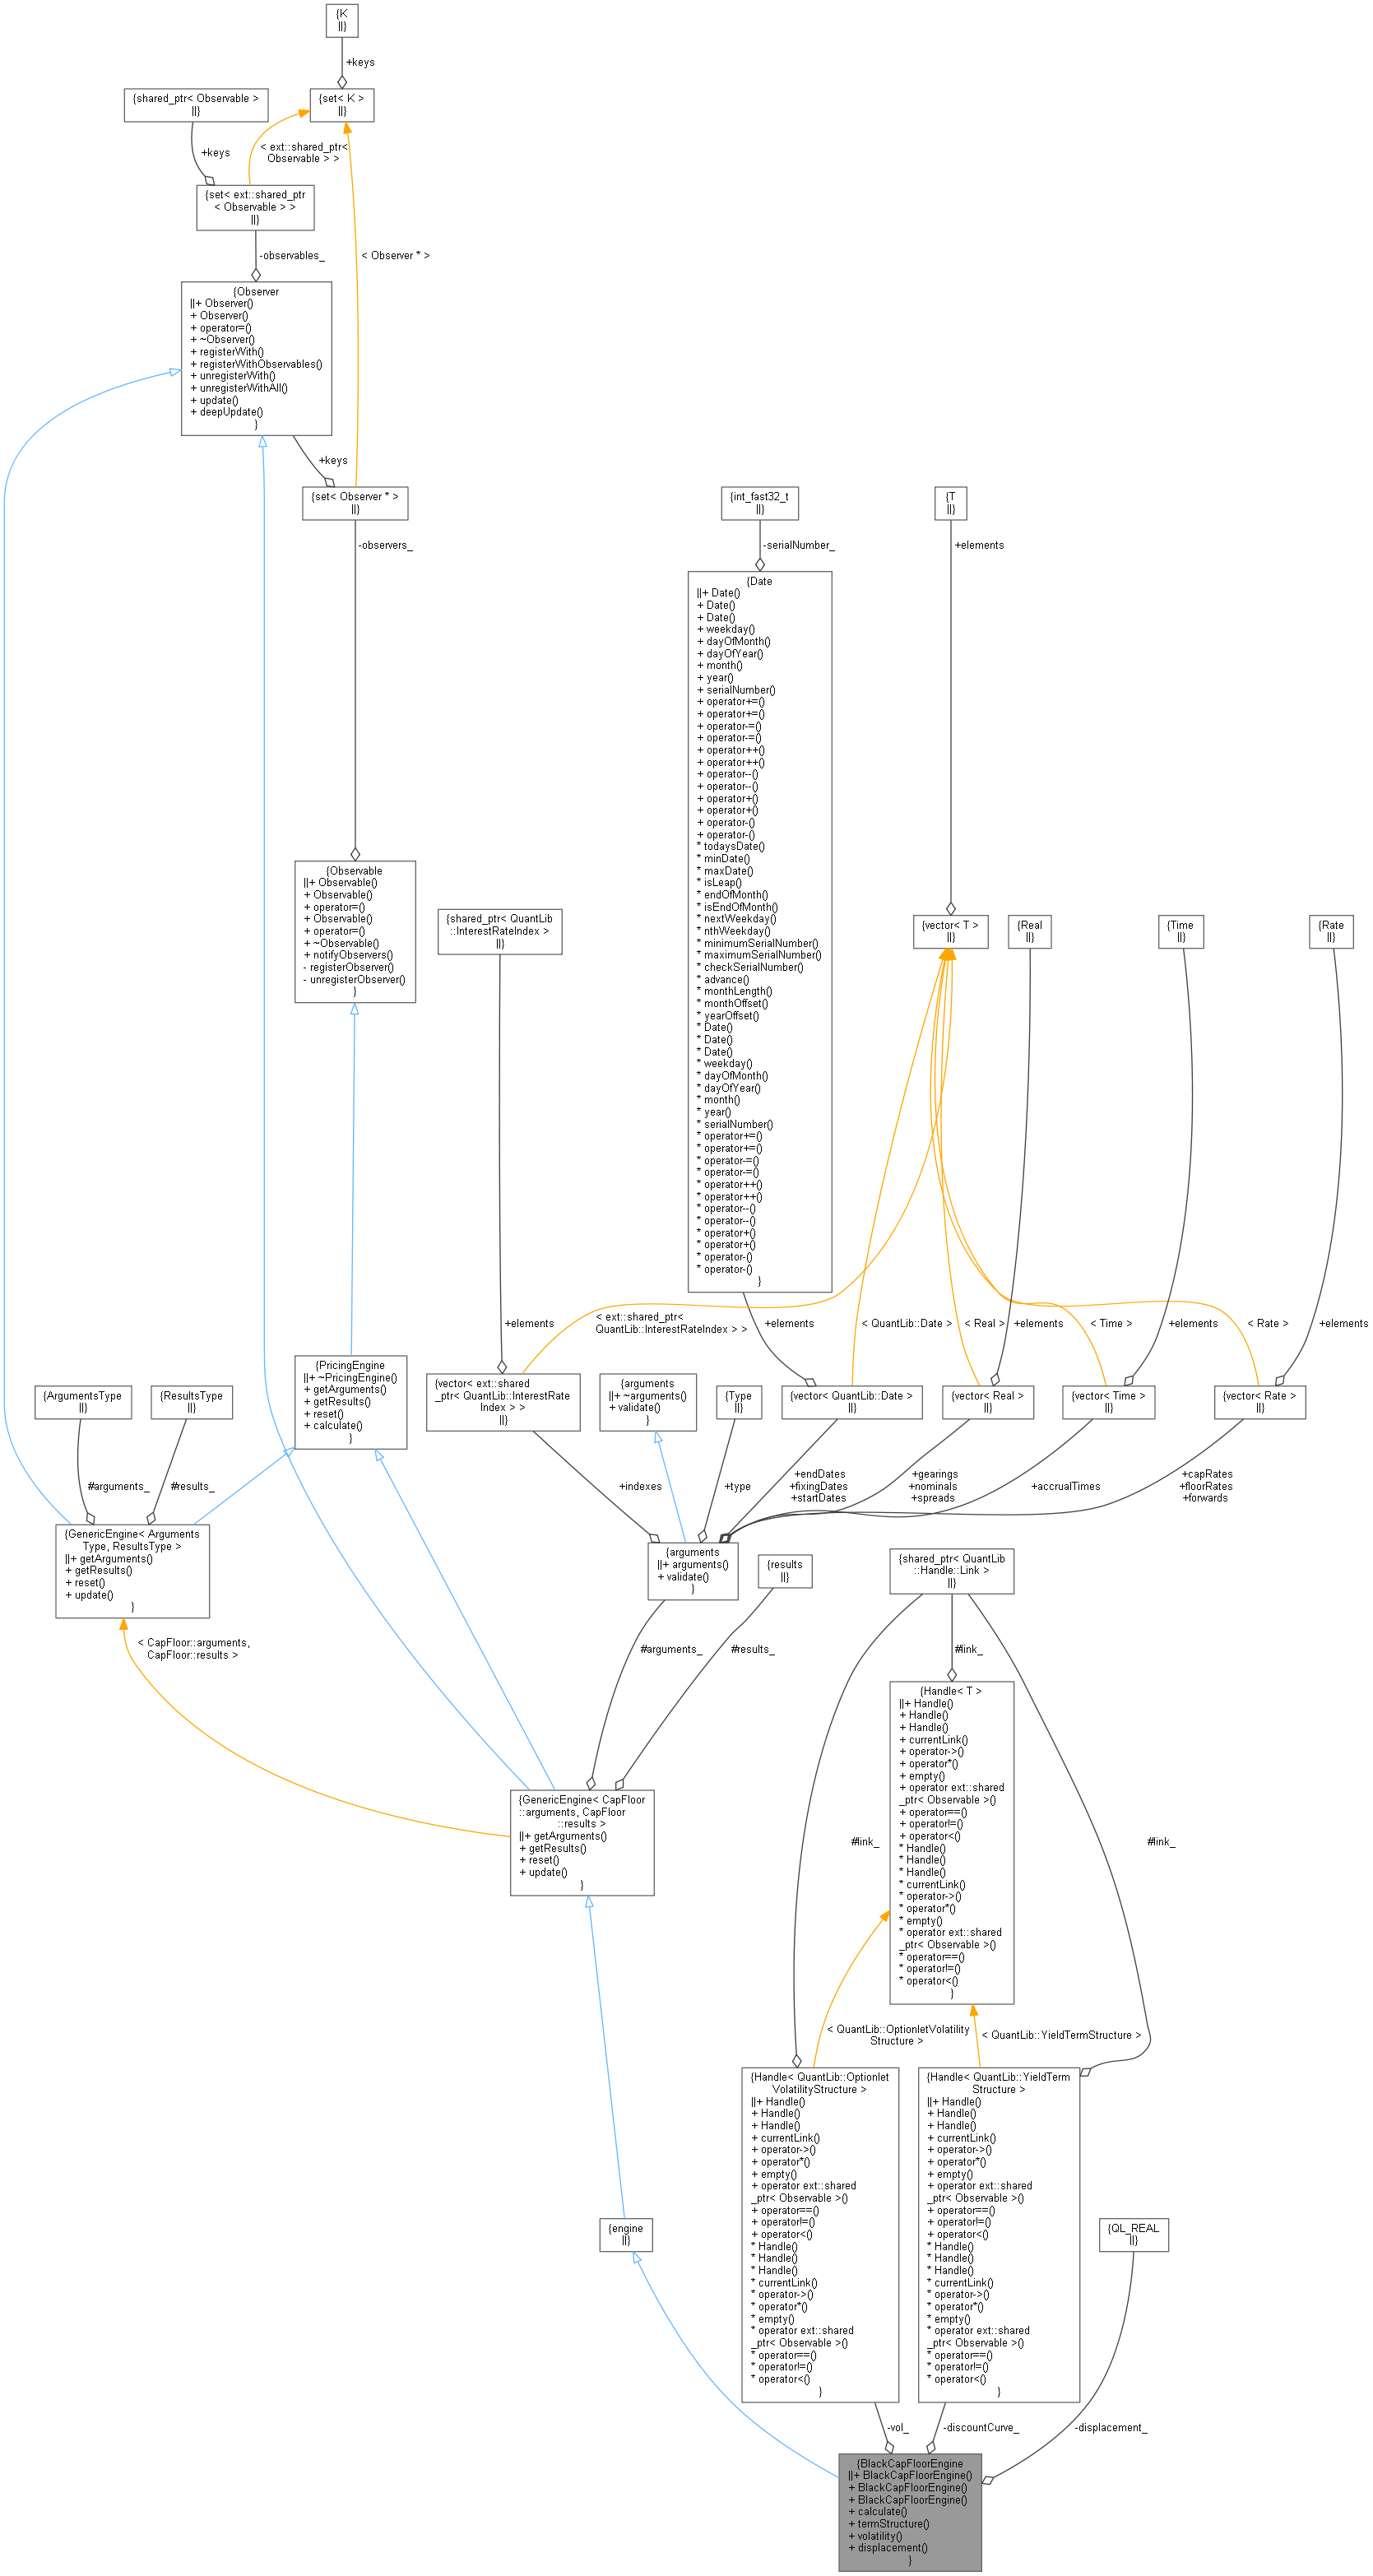 {K
||}
+keys
{shared_ptr< Observable >
||}
{set< K >
||}
+keys
< ext::shared_ptr<
Observable > >
{set< ext::shared_ptr
< Observable > >
||}
-observables_
< Observer * >
{Observer
||+ Observer()
+ Observer()
+ operator=()
+ ~Observer()
+ registerWith()
+ registerWithObservables()
+ unregisterWith()
+ unregisterWithAll()
+ update()
+ deepUpdate()
}
+keys
{set< Observer * >
||}
{int_fast32_t
||}
{T
||}
-observers_
-serialNumber_
+elements
{Date
||+ Date()
+ Date()
+ Date()
+ weekday()
+ dayOfMonth()
+ dayOfYear()
+ month()
+ year()
+ serialNumber()
+ operator+=()
+ operator+=()
+ operator-=()
+ operator-=()
+ operator++()
+ operator++()
+ operator--()
+ operator--()
+ operator+()
+ operator+()
+ operator-()
+ operator-()
* todaysDate()
* minDate()
* maxDate()
* isLeap()
* endOfMonth()
* isEndOfMonth()
* nextWeekday()
* nthWeekday()
* minimumSerialNumber()
* maximumSerialNumber()
* checkSerialNumber()
* advance()
* monthLength()
* monthOffset()
* yearOffset()
* Date()
* Date()
* Date()
* weekday()
* dayOfMonth()
* dayOfYear()
* month()
* year()
* serialNumber()
* operator+=()
* operator+=()
* operator-=()
* operator-=()
* operator++()
* operator++()
* operator--()
* operator--()
* operator+()
* operator+()
* operator-()
* operator-()
}
{Observable
||+ Observable()
+ Observable()
+ operator=()
+ Observable()
+ operator=()
+ ~Observable()
+ notifyObservers()
- registerObserver()
- unregisterObserver()
}
{shared_ptr< QuantLib
::InterestRateIndex >
||}
{vector< T >
||}
{Real
||}
{Time
||}
{Rate
||}
+elements
< ext::shared_ptr<
QuantLib::InterestRateIndex > >
+elements
< QuantLib::Date >
< Real >
+elements
< Time >
+elements
< Rate >
+elements
{ArgumentsType
||}
{ResultsType
||}
{PricingEngine
||+ ~PricingEngine()
+ getArguments()
+ getResults()
+ reset()
+ calculate()
}
{vector< ext::shared
_ptr< QuantLib::InterestRate
Index > >
||}
{arguments
||+ ~arguments()
+ validate()
}
{Type
||}
{vector< QuantLib::Date >
||}
{vector< Real >
||}
{vector< Time >
||}
{vector< Rate >
||}
#arguments_
#results_
+indexes
+type
+endDates
+fixingDates
+startDates
+gearings
+nominals
+spreads
+accrualTimes
+capRates
+floorRates
+forwards
{GenericEngine< Arguments
Type, ResultsType >
||+ getArguments()
+ getResults()
+ reset()
+ update()
}
{arguments
||+ arguments()
+ validate()
}
{results
||}
{shared_ptr< QuantLib
::Handle::Link >
||}
< CapFloor::arguments,
CapFloor::results >
#arguments_
#results_
#link_
{Handle< T >
||+ Handle()
+ Handle()
+ Handle()
+ currentLink()
+ operator->()
+ operator*()
+ empty()
+ operator ext::shared
_ptr< Observable >()
+ operator==()
+ operator!=()
+ operator<()
* Handle()
* Handle()
* Handle()
* currentLink()
* operator->()
* operator*()
* empty()
* operator ext::shared
_ptr< Observable >()
* operator==()
* operator!=()
* operator<()
}
{GenericEngine< CapFloor
::arguments, CapFloor
::results >
||+ getArguments()
+ getResults()
+ reset()
+ update()
}
#link_
#link_
< QuantLib::OptionletVolatility
Structure >
< QuantLib::YieldTermStructure >
{Handle< QuantLib::Optionlet
VolatilityStructure >
||+ Handle()
+ Handle()
+ Handle()
+ currentLink()
+ operator->()
+ operator*()
+ empty()
+ operator ext::shared
_ptr< Observable >()
+ operator==()
+ operator!=()
+ operator<()
* Handle()
* Handle()
* Handle()
* currentLink()
* operator->()
* operator*()
* empty()
* operator ext::shared
_ptr< Observable >()
* operator==()
* operator!=()
* operator<()
}
{Handle< QuantLib::YieldTerm
Structure >
||+ Handle()
+ Handle()
+ Handle()
+ currentLink()
+ operator->()
+ operator*()
+ empty()
+ operator ext::shared
_ptr< Observable >()
+ operator==()
+ operator!=()
+ operator<()
* Handle()
* Handle()
* Handle()
* currentLink()
* operator->()
* operator*()
* empty()
* operator ext::shared
_ptr< Observable >()
* operator==()
* operator!=()
* operator<()
}
{engine
||}
{QL_REAL
||}
-vol_
-discountCurve_
-displacement_
{BlackCapFloorEngine
||+ BlackCapFloorEngine()
+ BlackCapFloorEngine()
+ BlackCapFloorEngine()
+ calculate()
+ termStructure()
+ volatility()
+ displacement()
}